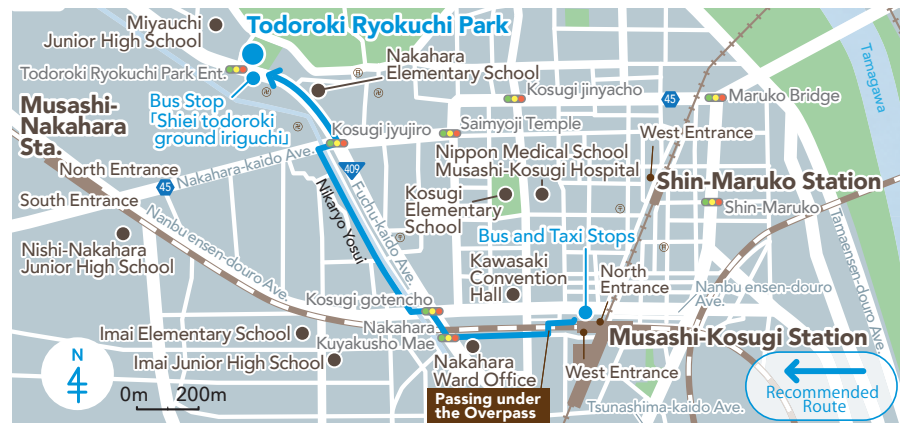 Miyauchi
Junior High School
Todoroki Ryokuchi Park
Todoroki Ryokuchi Park Ent.
Nakahara
Elementary School
Bus Stop
「Shiei todoroki
ground iriguchi」
Musashi-
Nakahara
Sta.
Kosugi jinyacho
45
Maruko Bridge
Tamagawa
Kosugi jyujiro
Saimyoji Temple
West Entrance
North Entrance
Nakahara-kaido Ave.
409
Nippon Medical School
Musashi-Kosugi Hospital
Shin-Maruko Station
45
South Entrance
Nikaryo Yosui
Fuchu-kaido Ave.
Kosugi
Elementary
School
Shin-Maruko
Nanbu ensen-douro Ave.
Bus and Taxi Stops
Tamaensen-douro Ave.
Nishi-Nakahara
Junior High School
Kawasaki
Convention
Hall
North
Entrance
Nanbu ensen-douro
Ave.
Kosugi gotencho
Imai Elementary School
Nakahara
Kuyakusho Mae
Musashi-Kosugi Station
Imai Junior High School
Nakahara
Ward Office
West Entrance
N
0m
200m
Passing under
the Overpass
Tsunashima-kaido Ave.
Recommended
Route